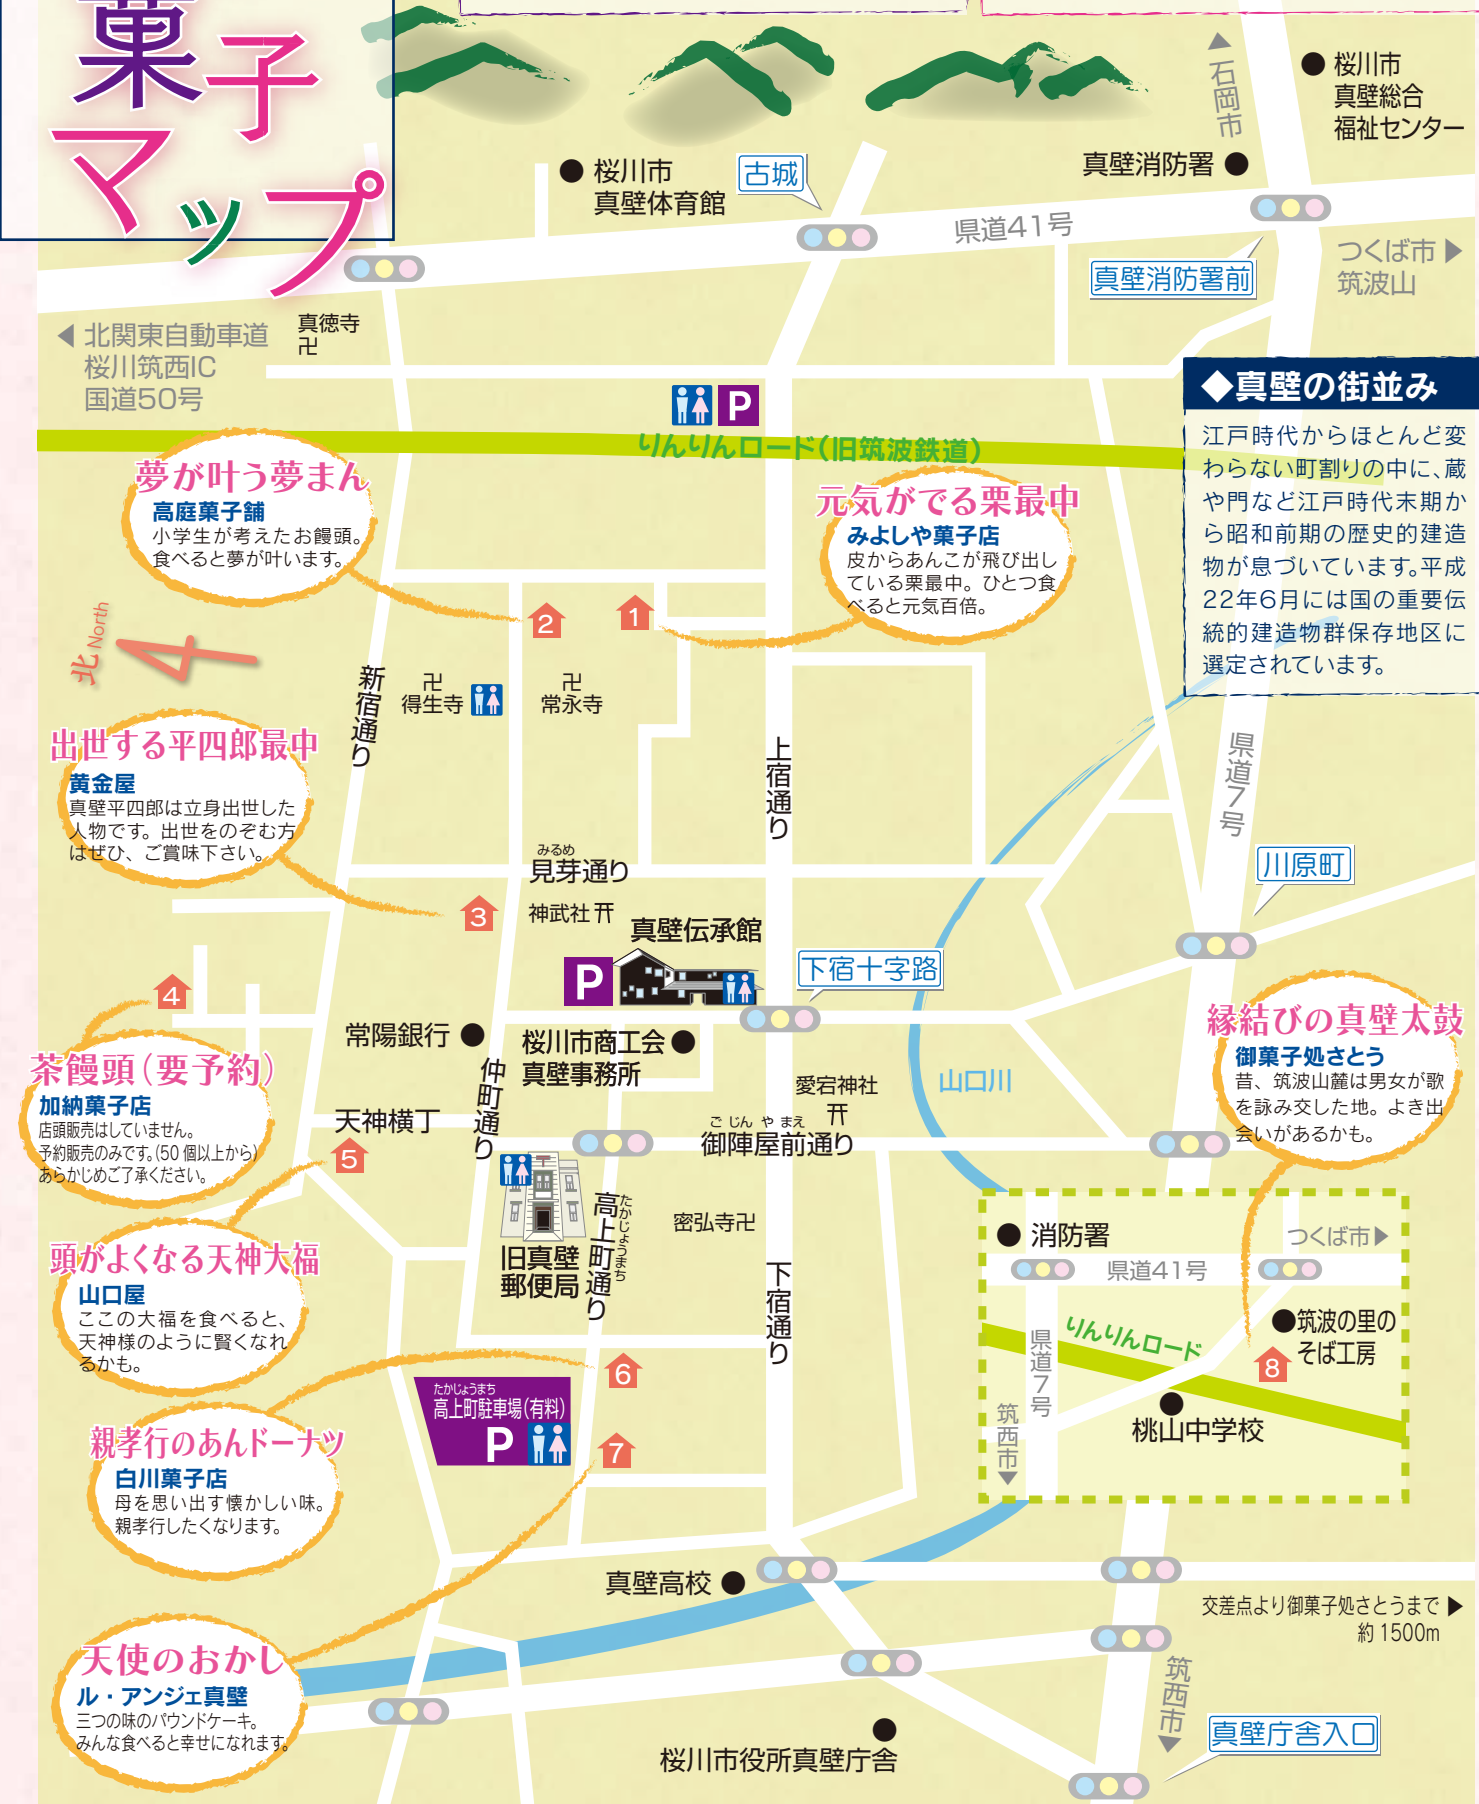 菓子
マップ
桜川市
真壁体育館
古城
県道41号
▲石岡市
● 桜川市
真壁総合
福祉センター
真壁消防署
真壁消防署前
つくば市 ▶
筑波山
◀ 北関東自動車道
桜川筑西IC
国道50号
真徳寺
卍
P
りんりんロード(旧筑波鉄道)
◆真壁の街並み
江戸時代からほとんど変
わらない町割りの中に、蔵
や門など江戸時代末期か
ら昭和前期の歴史的建造
物が息づいています。平成
22年6月には国の重要伝
統的建造物群保存地区に
選定されています。
夢が叶う夢まん
高庭菓子舗
小学生が考えたお饅頭。
食べると夢が叶います。
元気がでる栗最中
みよしや菓子店
皮からあんこが飛び出し
ている栗最中。ひとつ食
べると元気百倍。
2
1
北 North
新宿通り
卍
得生寺
卍
常永寺
上宿通り
県道7号
出世する平四郎最中
黄金屋
真壁平四郎は立身出世した
人物です。出世をのぞむ方
はぜひ、ご賞味下さい。
みるめ
見芽通り
3
神武社
真壁伝承館
P
川原町
下宿十字路
4
常陽銀行
桜川市商工会
真壁事務所
仲町通り
愛宕神社
山口川
茶饅頭(要予約)
加納菓子店
店頭販売はしていません。
予約販売のみです。(50個以上から)
あらかじめご了承ください。
天神横丁
5
ごじんやまえ
御陣屋前通り
縁結びの真壁太鼓
御菓子処さとう
昔、筑波山麓は男女が歌
を詠み交した地。よき出
会いがあるかも。
旧真壁
郵便局
たかじょうまち
高上町通り
密弘寺卍
下宿通り
頭がよくなる天神大福
山口屋
ここの大福を食べると、
天神様のように賢くなれ
るかも。
消防署
つくば市▶
県道41号
りんりんロード
県道7号
筑波の里の
そば工房
8
桃山中学校
筑西市▼
6
たかじょうまち
高上町駐車場(有料)
P
7
親孝行のあんドーナツ
白川菓子店
母を思い出す懐かしい味。
親孝行したくなります。
真壁高校
交差点より御菓子処さとうまで ▶
約1500m
天使のおかし
ル・アンジェ真壁
三つの味のパウンドケーキ。
みんな食べると幸せになれます。
筑西市▼
真壁庁舎入口
桜川市役所真壁庁舎